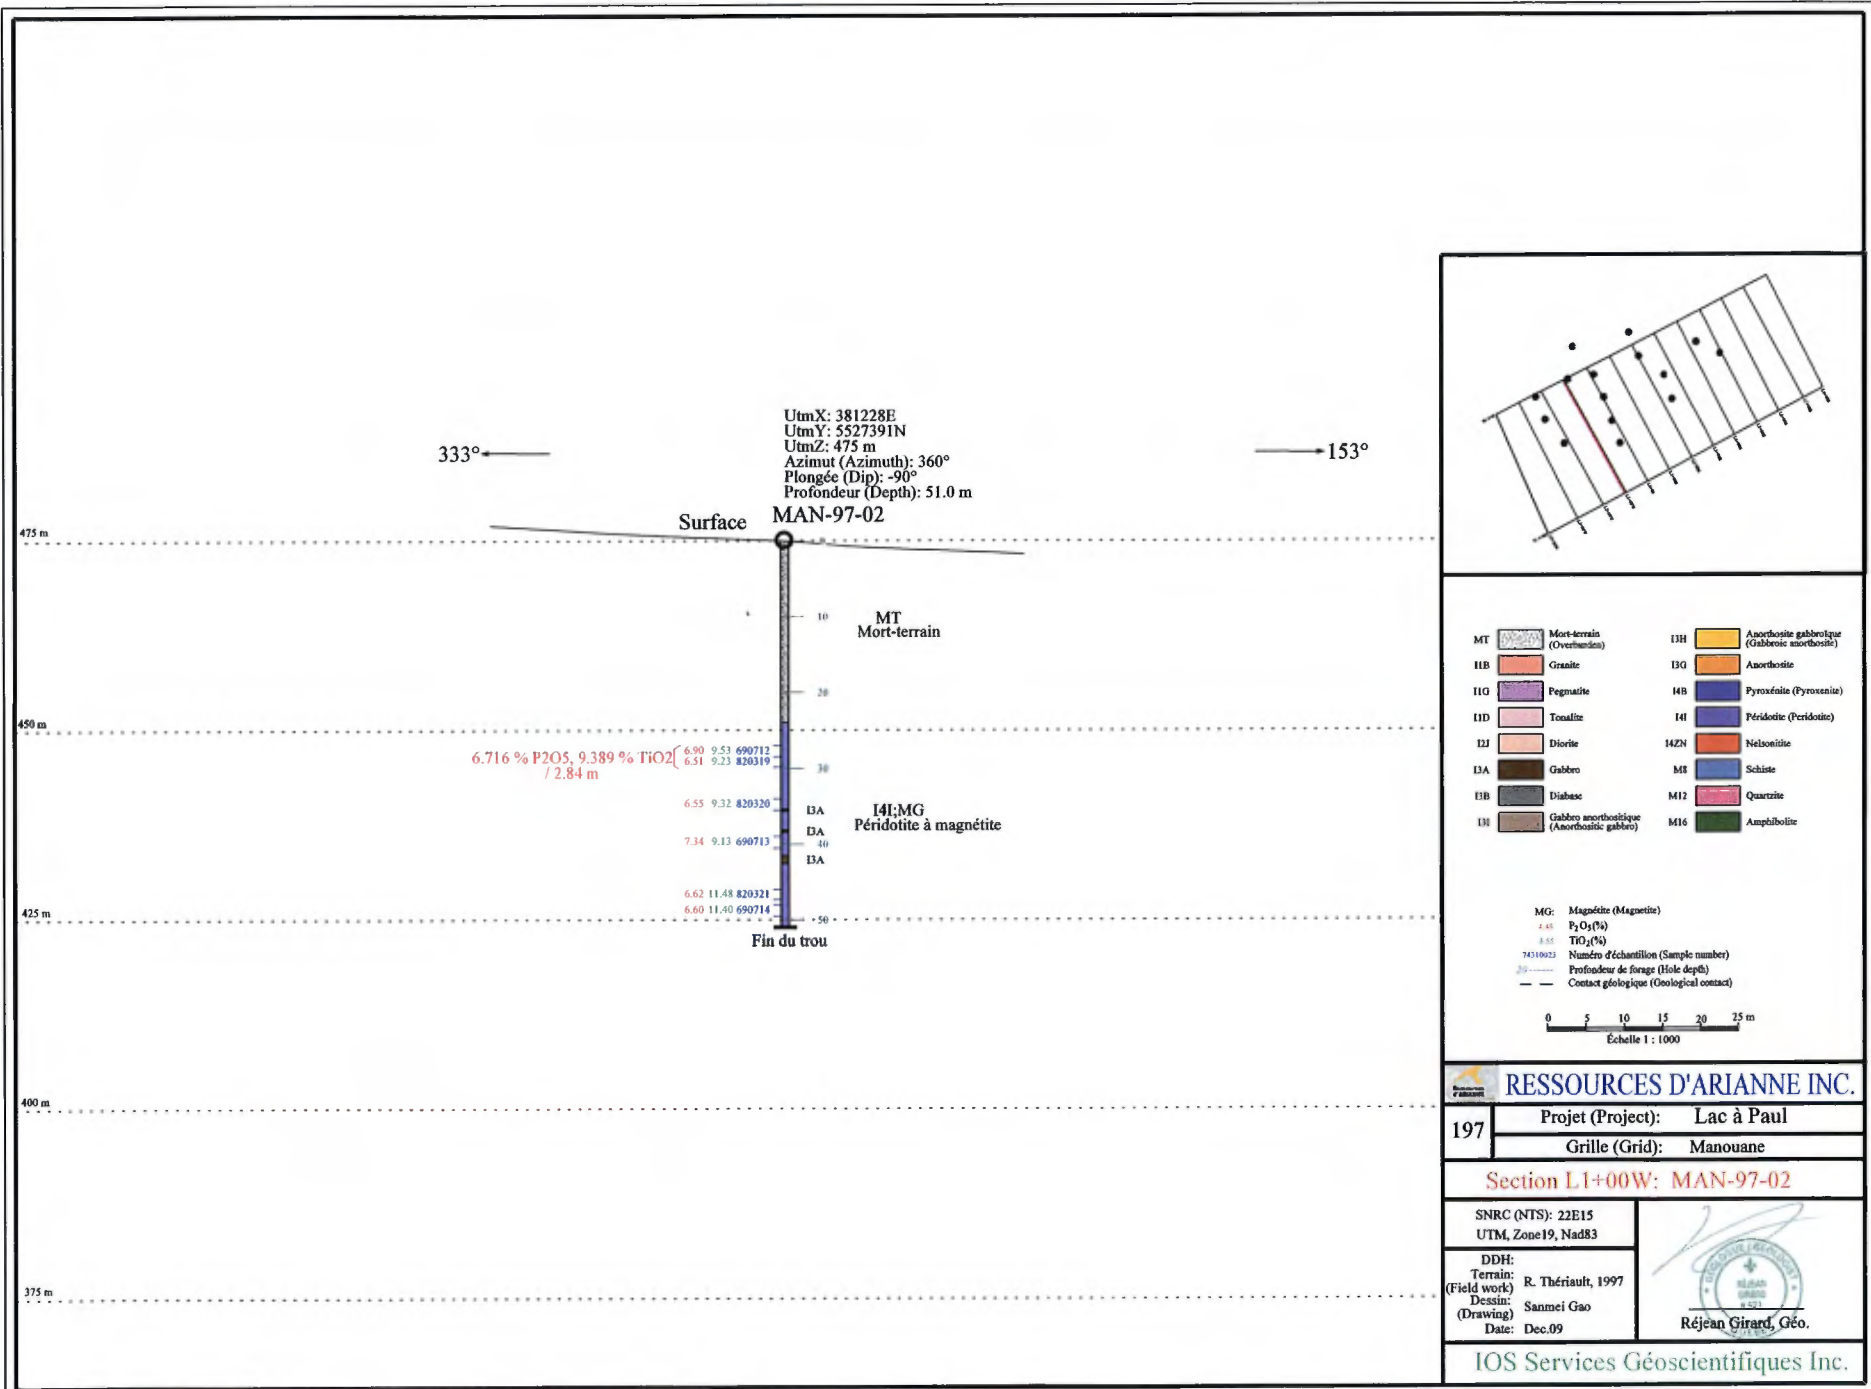 UtmX: 381228E
UtmY: 5527391N
UtmZ: 475 m
Azimut (Azimuth): 360°
Plongée (Dip): -90°
Profondeur (Depth): 51.0 m
333°
153°
Surface
MAN-97-02
475 m
10
MT
Mort-terrain
20
450 m
6.716 % P2O5, 9.389 % TiO2
/ 2.84 m
6.90 9.53 690712
6.51 9.23 820319
30
6.55 9.32 820320
I3A
I4I;MG
Péridotite à magnétite
I3A
7.34 9.13 690713
40
I3A
6.62 11.48 820321
6.60 11.40 690714
50
425 m
Fin du trou
400 m
375 m
MT Mort-terrain
(Overburden)
I1B Granite
I1G Pegmatite
I1D Tonalite
I2J Diorite
I3A Gabbro
I3B Diabase
I3I Gabbro anorthositique
(Anorthositic gabbro)
I3H Anorthosite gabbroïque
(Gabbroic anorthosite)
I3G Anorthosite
I4B Pyroxénite (Pyroxenite)
I4I Péridotite (Peridotite)
I4ZN Nelsonitite
M8 Schiste
M12 Quartzite
M16 Amphibolite
MG: Magnétite (Magnetite)
P2O5(%)
TiO2(%)
74310023 Numéro d'échantillon (Sample number)
Profondeur de forage (Hole depth)
Contact géologique (Geological contact)
0 5 10 15 20 25 m
Échelle 1 : 1000
RESSOURCES D'ARIANNE INC.
197
Projet (Project): Lac à Paul
Grille (Grid): Manouane
Section L1+00W: MAN-97-02
SNRC (NTS): 22E15
UTM, Zone19, Nad83
DDH:
Terrain:
(Field work) R. Thériault, 1997
Dessin:
(Drawing) Sanmei Gao
Date: Dec.09
RÉJEAN
GIRARD
Réjean Girard, Géo.
IOS Services Géoscientifiques Inc.